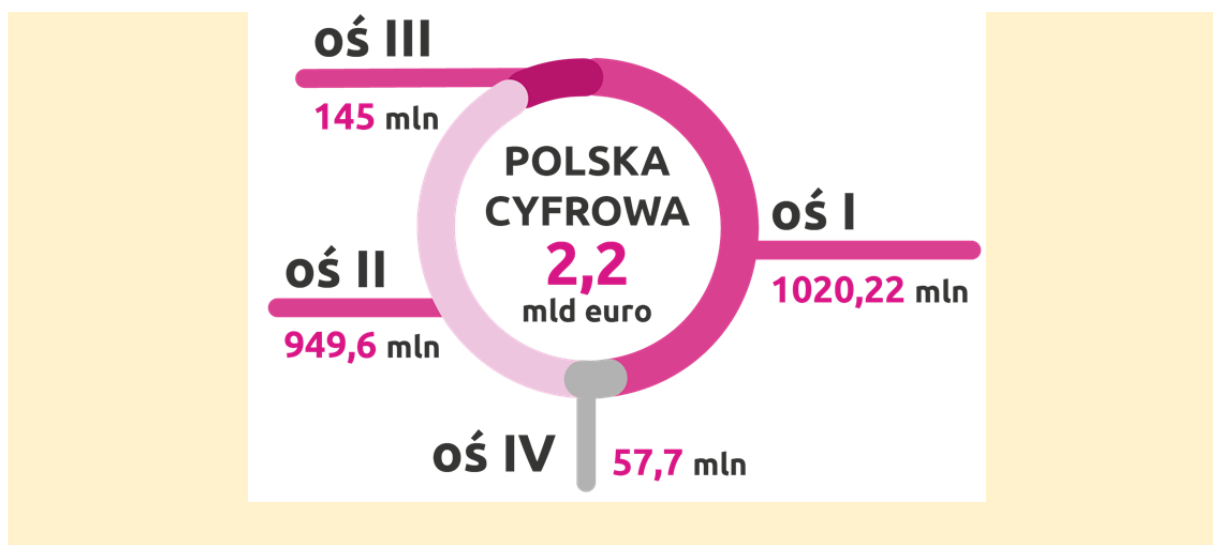 oś III
145 mln
POLSKA
CYFROWA
2,2
mld euro
oś I
1020,22 mln
oś II
949,6 mln
oś IV
57,7 mln